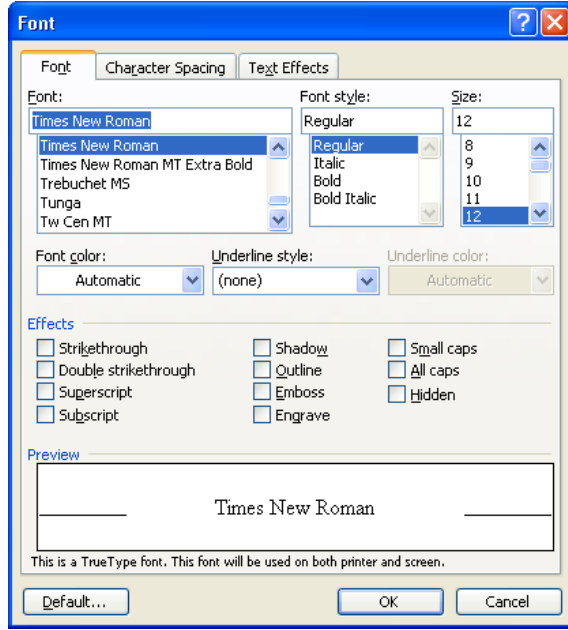 Font
Font Character Spacing Text Effects
Font: Font style: Size:
Times New Roman Regular 12
Times New Roman Regular 8
Times New Roman MT Extra Bold Italic 9
Trebuchet MS Bold 10
Tunga Bold Italic 11
Tw Cen MT 12
Font color: Underline style: Underline color:
Automatic (none) Automatic
Effects
Strikethrough Shadow Small caps
Double strikethrough Outline All caps
Superscript Emboss Hidden
Subscript Engrave
Preview
Times New Roman
This is a TrueType font. This font will be used on both printer and screen.
Default... OK Cancel